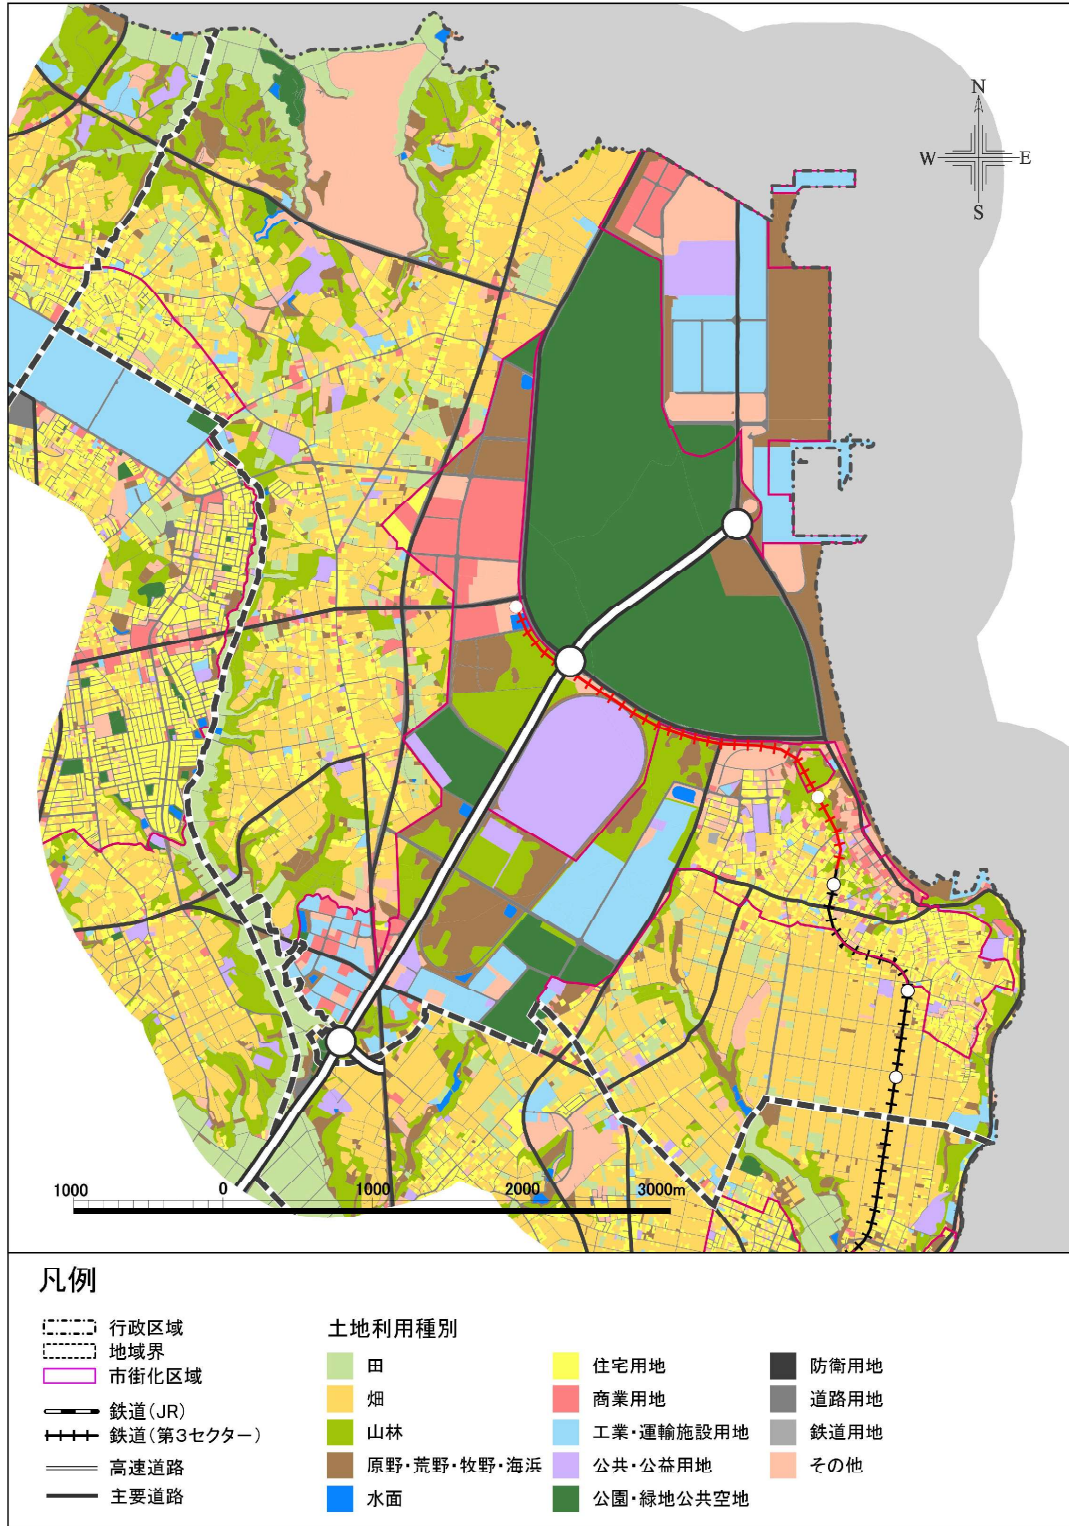 N
W E
S
1000 0 1000 2000 3000m
凡例
行政区域
地域界
市街化区域
鉄道(JR)
鉄道(第3セクター)
高速道路
主要道路
土地利用種別
田
畑
山林
原野・荒野・牧野・海浜
水面
住宅用地
商業用地
工業・運輸施設用地
公共・公益用地
公園・緑地公共空地
防衛用地
道路用地
鉄道用地
その他